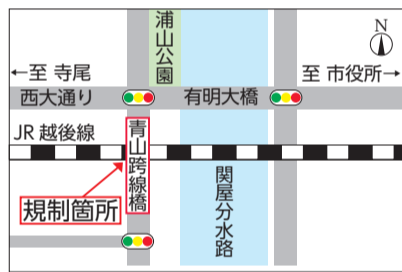 浦山公園
N
←至 寺尾
至 市役所→
西大通り
有明大橋
JR 越後線
青山跨線橋
規制箇所
関屋分水路